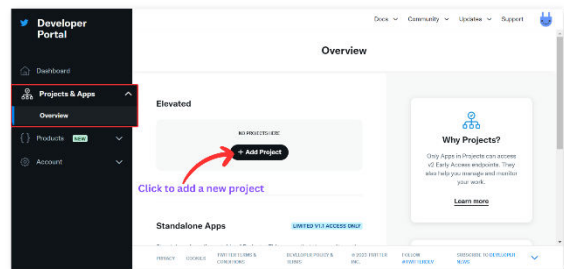 Developer
Portal
Docs
Community
Updates
Support
Overview
Dashboard
Projects & Apps
Overview
Products NEW
Account
Elevated
NO PROJECTS HERE
+ Add Project
Click to add a new project
Why Projects?
Only Apps in Projects can access
v2 Early Access endpoints. They
also help you manage and monitor
your work.
Learn more
Standalone Apps
LIMITED V1.1 ACCESS ONLY
PRIVACY
COOKIES
TWITTER TERMS &
CONDITIONS
DEVELOPER POLICY &
TERMS
© 2023 TWITTER
INC.
FOLLOW
@TWITTERDEV
SUBSCRIBE TO DEVELOPER
NEWS